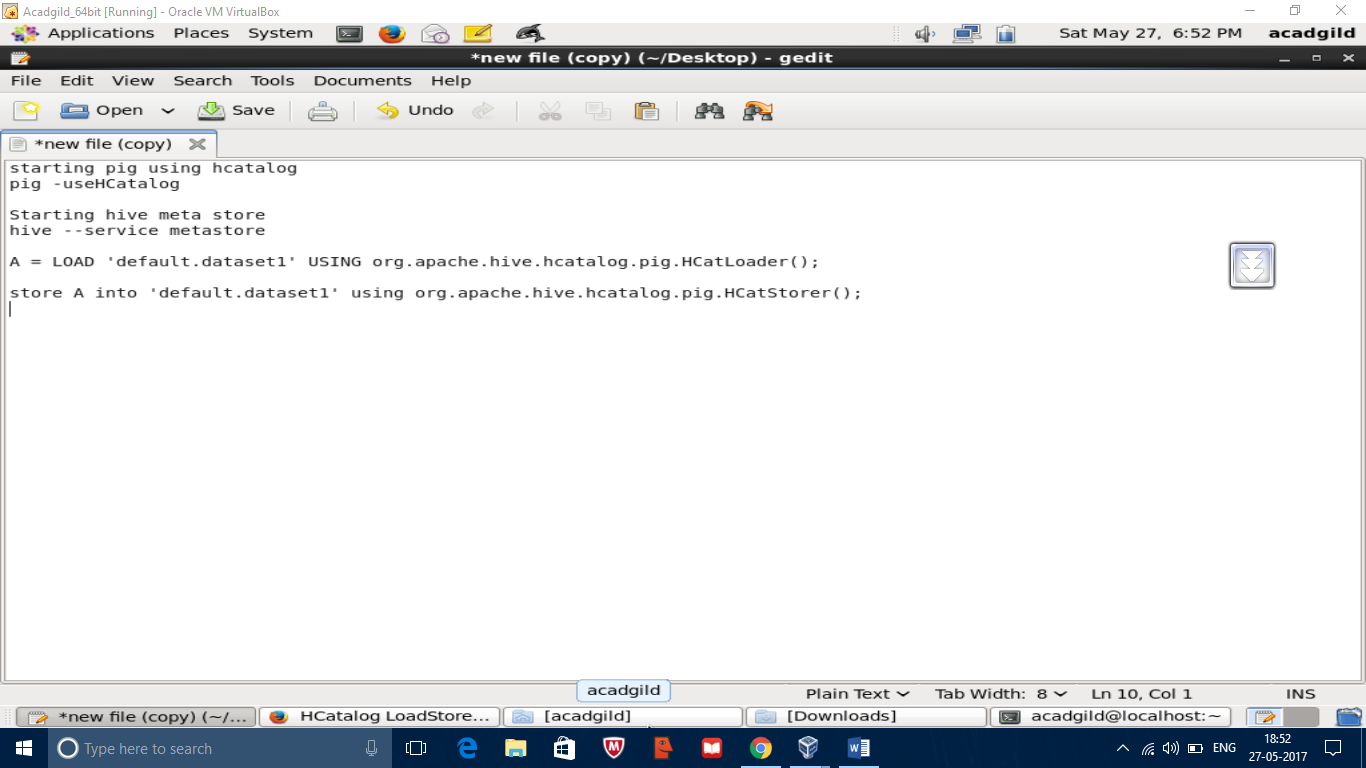 Acadgild_64bit [Running] - Oracle VM VirtualBox
Applications Places System Sat May 27, 6:52 PM acadgild
*new file (copy) (~/Desktop) - gedit
File Edit View Search Tools Documents Help
Open Save Undo
*new file (copy)
starting pig using hcatalog
pig -useHCatalog
Starting hive meta store
hive --service metastore
A = LOAD 'default.dataset1' USING org.apache.hive.hcatalog.pig.HCatLoader();
store A into 'default.dataset1' using org.apache.hive.hcatalog.pig.HCatStorer();
acadgild
Plain Text Tab Width: 8 Ln 10, Col 1 INS
*new file (copy) (~/... HCatalog LoadStore... [acadgild] [Downloads] acadgild@localhost:~
Type here to search ENG 18:52
27-05-2017